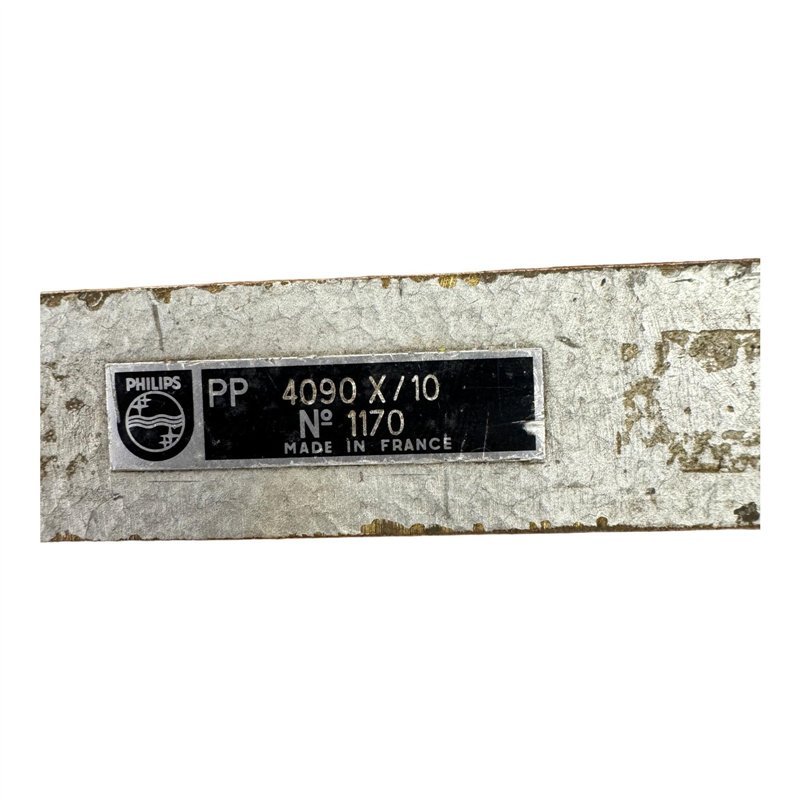 PHILIPS
PP 4090 X/10
Nº 1170
MADE IN FRANCE